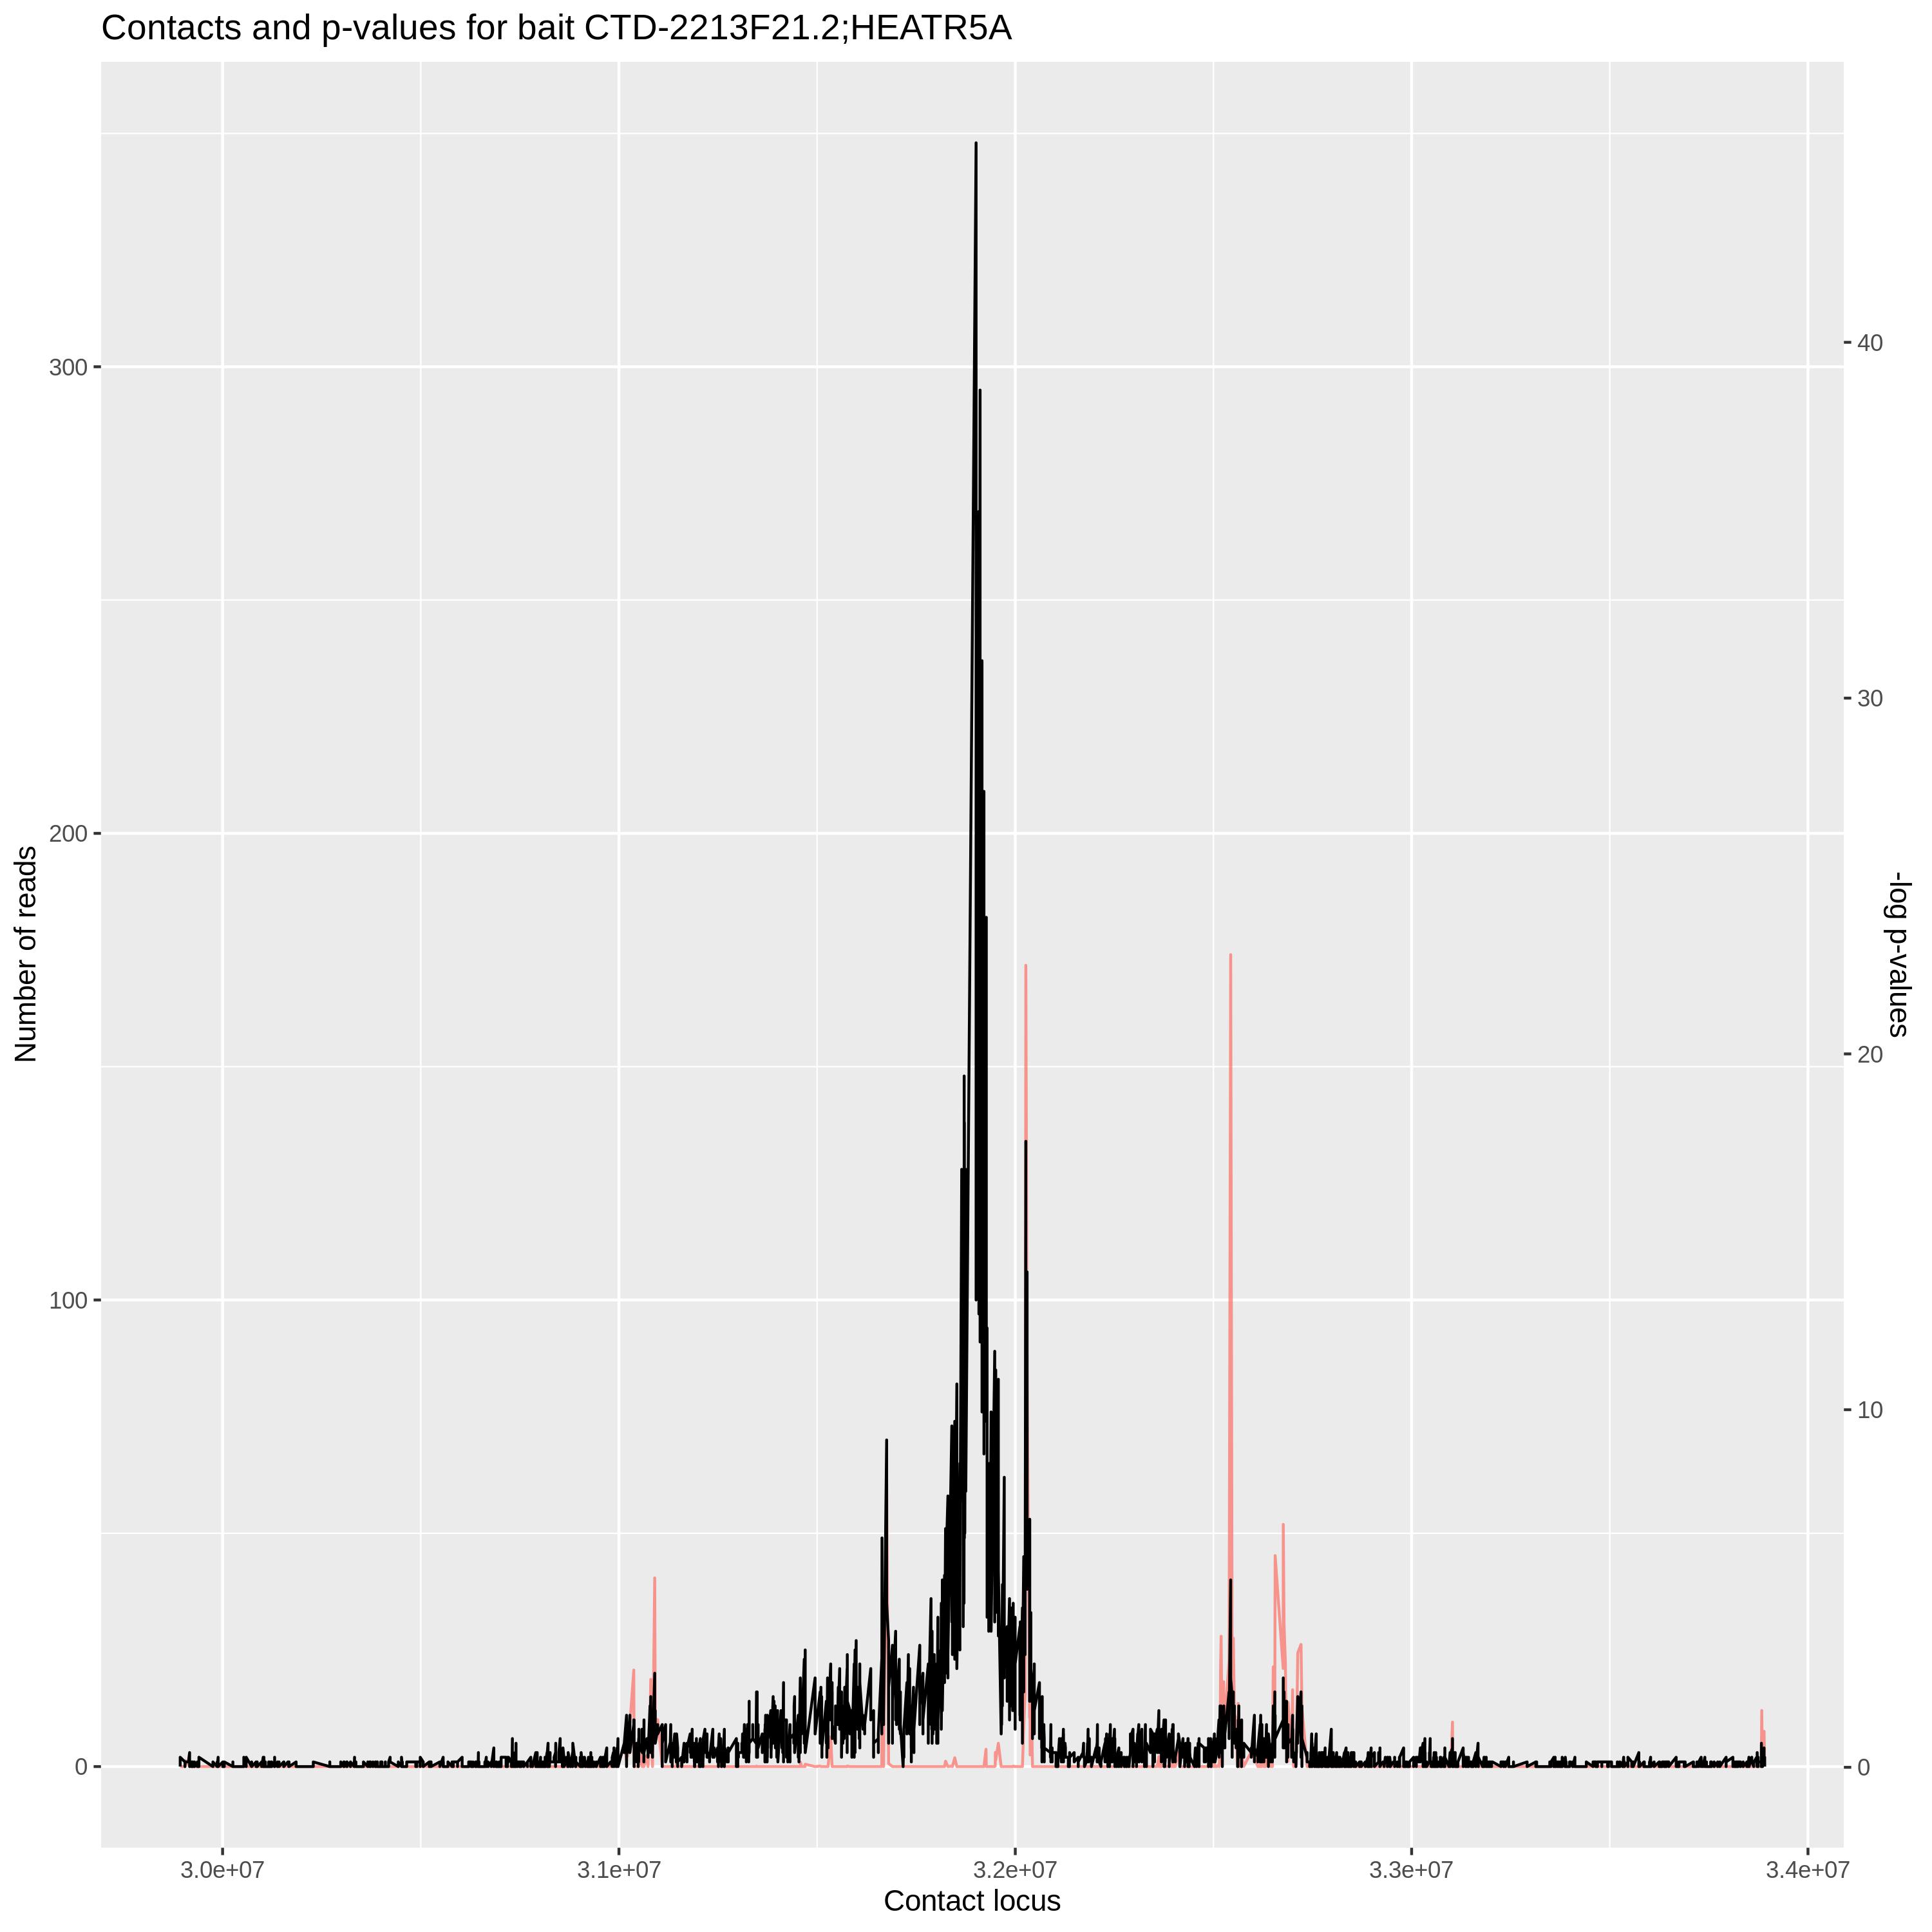 Contacts and p-values for bait CTD-2213F21.2;HEATR5A
Number of reads
300
200
100
0
40
30
20
10
0
-log p-values
3.0e+07
3.1e+07
3.2e+07
3.3e+07
3.4e+07
Contact locus